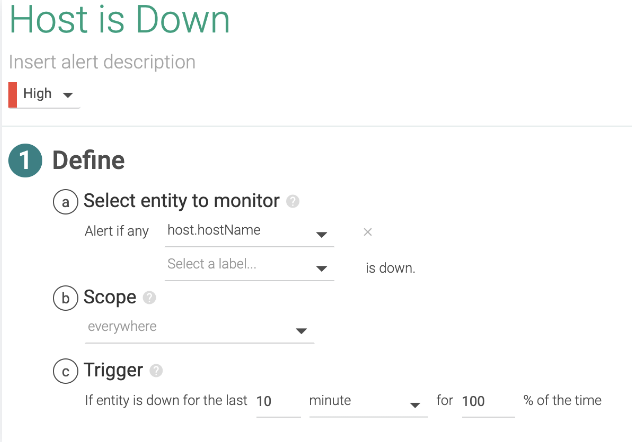 Host is Down
Insert alert description
High
1 Define
a Select entity to monitor ?
Alert if any host.hostName ×
Select a label... is down.
b Scope ?
everywhere
c Trigger ?
If entity is down for the last 10 minute for 100 % of the time